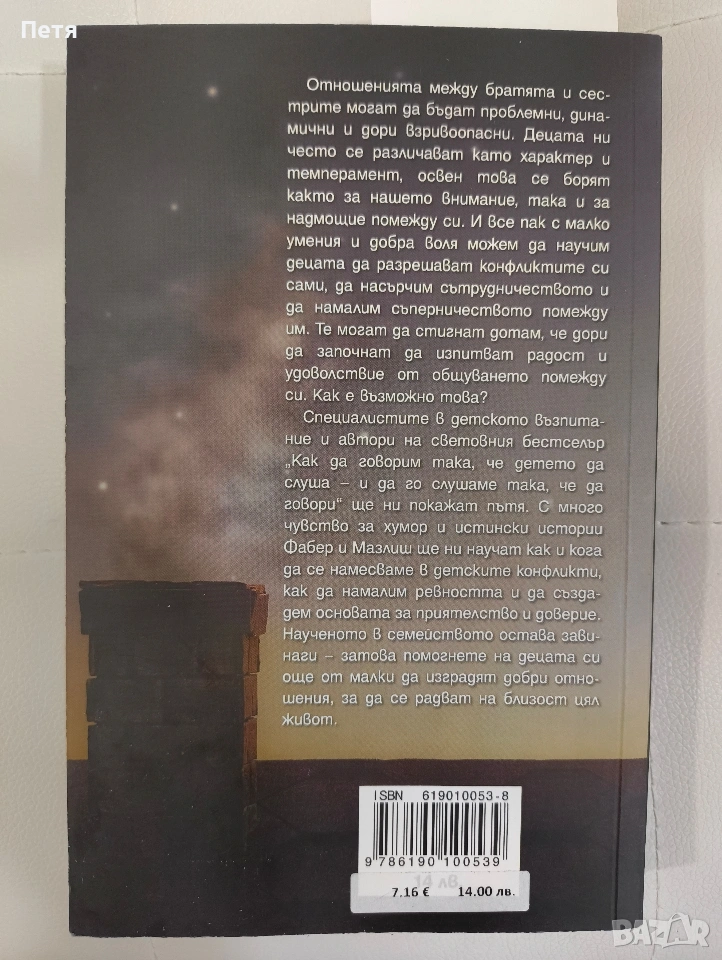 Петя
Отношенията между братята и сес-
трите могат да бъдат проблемни, дина-
мични и дори взривоопасни. Децата ни
често се различават като характер и
темперамент, освен това се борят
както за нашето внимание, така и за
надмощие помежду си. И все пак с малко
умения и добра воля можем да научим
децата да разрешават конфликтите си
сами, да насърчим сътрудничеството и
да намалим съперничеството помежду
им. Те могат да стигнат дотам, че дори
да започнат да изпитват радост и
удоволствие от общуването помежду
си. Как е възможно това?
Специалистите в детското възпита-
ние и автори на световния бестселър
„Как да говорим така, че детето да
слуша – и да го слушаме така, че да
говори“ ще ни покажат пътя. С много
чувство за хумор и истински истории
Фабер и Мазлиш ще ни научат как и кога
да се намесваме в детските конфликти,
как да намалим ревността и да създа-
дем основата за приятелство и доверие.
Наученото в семейството остава зави-
наги – затова помогнете на децата си
още от малки да изградят добри отно-
шения, за да се радват на близост цял
живот.
ISBN 619010053-8
9 786190 100539
14 лв.
7.16 € 14.00 лв.
BAZAR